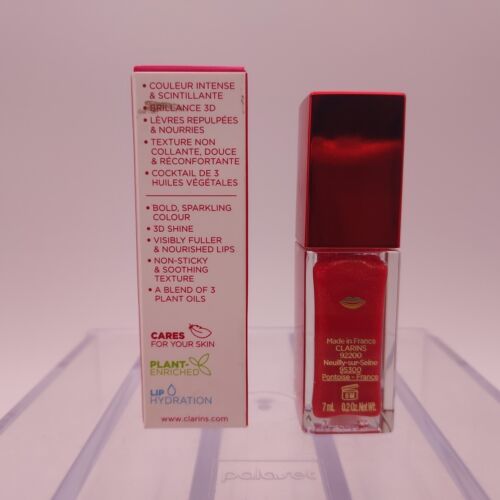 • COULEUR INTENSE
& SCINTILLANTE
• BRILLANCE 3D
• LÈVRES REPULPÉES
& NOURRIES
• TEXTURE NON
COLLANTE, DOUCE
& RÉCONFORTANTE
• COCKTAIL DE 3
HUILES VÉGÉTALES
• BOLD, SPARKLING
COLOUR
• 3D SHINE
• VISIBLY FULLER
& NOURISHED LIPS
• NON-STICKY
& SOOTHING
TEXTURE
• A BLEND OF 3
PLANT OILS
CARES
FOR YOUR SKIN
PLANT-
ENRICHED
LIP
HYDRATION
www.clarins.com
Made in France
CLARINS
92200
Neuilly-sur-Seine
95300
Pontoise - France
7 mL 0.2 Oz. Net Wt.